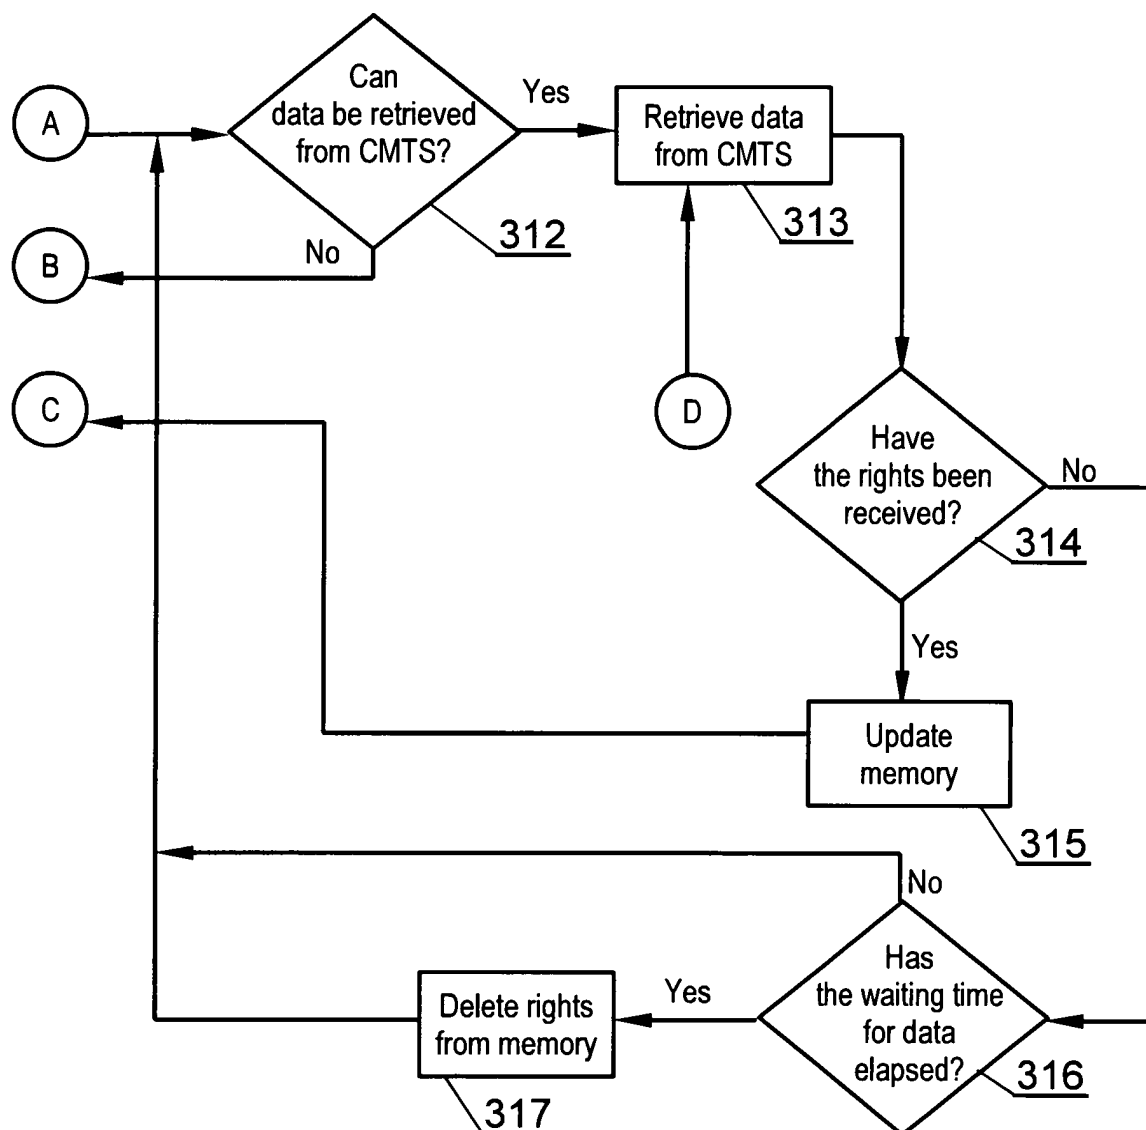 Can
data be retrieved
from CMTS?
Yes
Retrieve data
from CMTS
A
312
313
No
B
C
D
Have
the rights been
received?
No
314
Yes
Update
memory
315
No
Has
the waiting time
for data
elapsed?
Yes
Delete rights
from memory
316
317